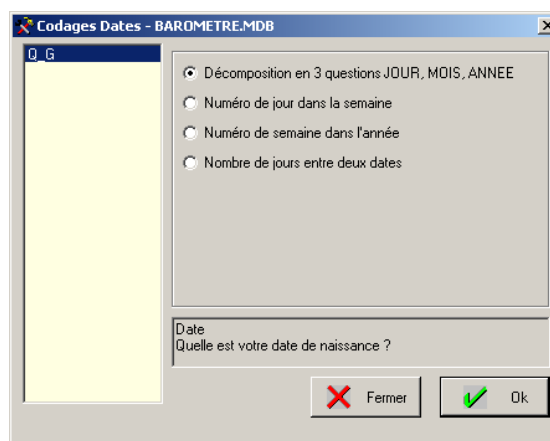 Codages Dates - BAROMETRE.MDB
Q_G
Décomposition en 3 questions JOUR, MOIS, ANNEE
Numéro de jour dans la semaine
Numéro de semaine dans l'année
Nombre de jours entre deux dates
Date
Quelle est votre date de naissance ?
Fermer
Ok